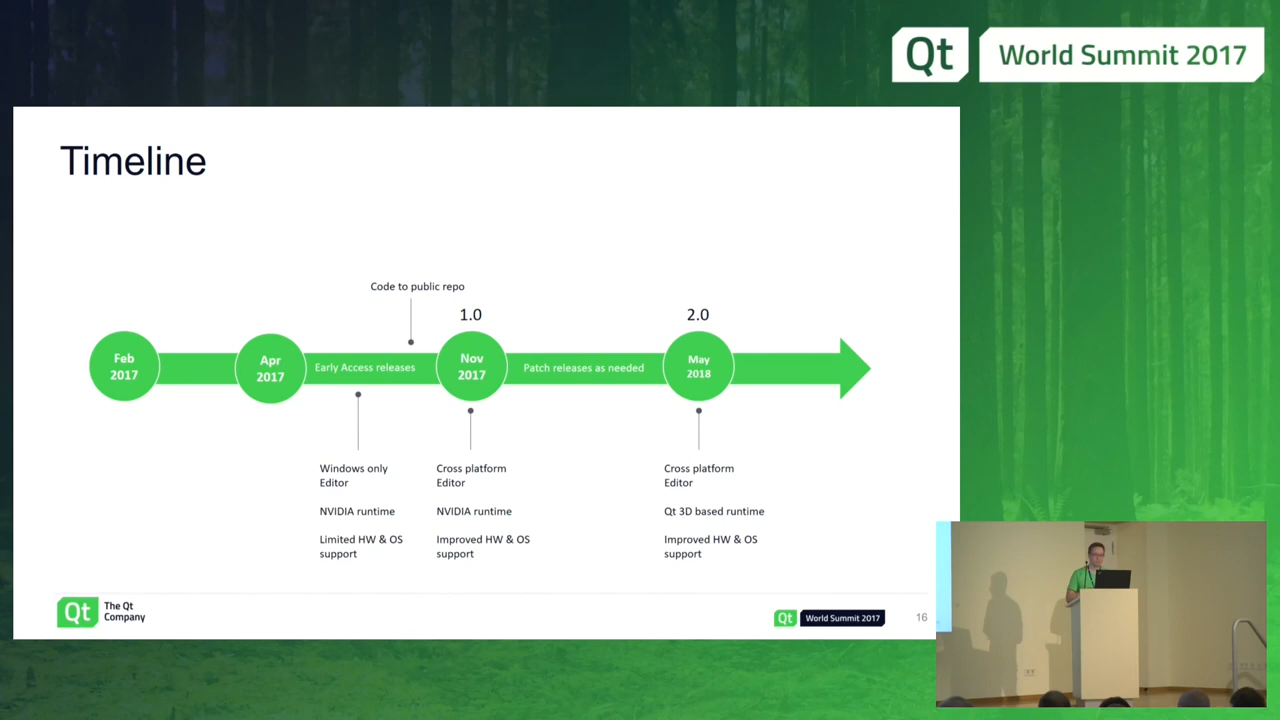 Qt World Summit 2017
Timeline
Code to public repo
1.0
2.0
Feb
2017
Apr
2017
Early Access releases
Nov
2017
Patch releases as needed
May
2018
Windows only
Editor
NVIDIA runtime
Limited HW & OS
support
Cross platform
Editor
NVIDIA runtime
Improved HW & OS
support
Cross platform
Editor
Qt 3D based runtime
Improved HW & OS
support
Qt The Qt
Company
Qt World Summit 2017
16